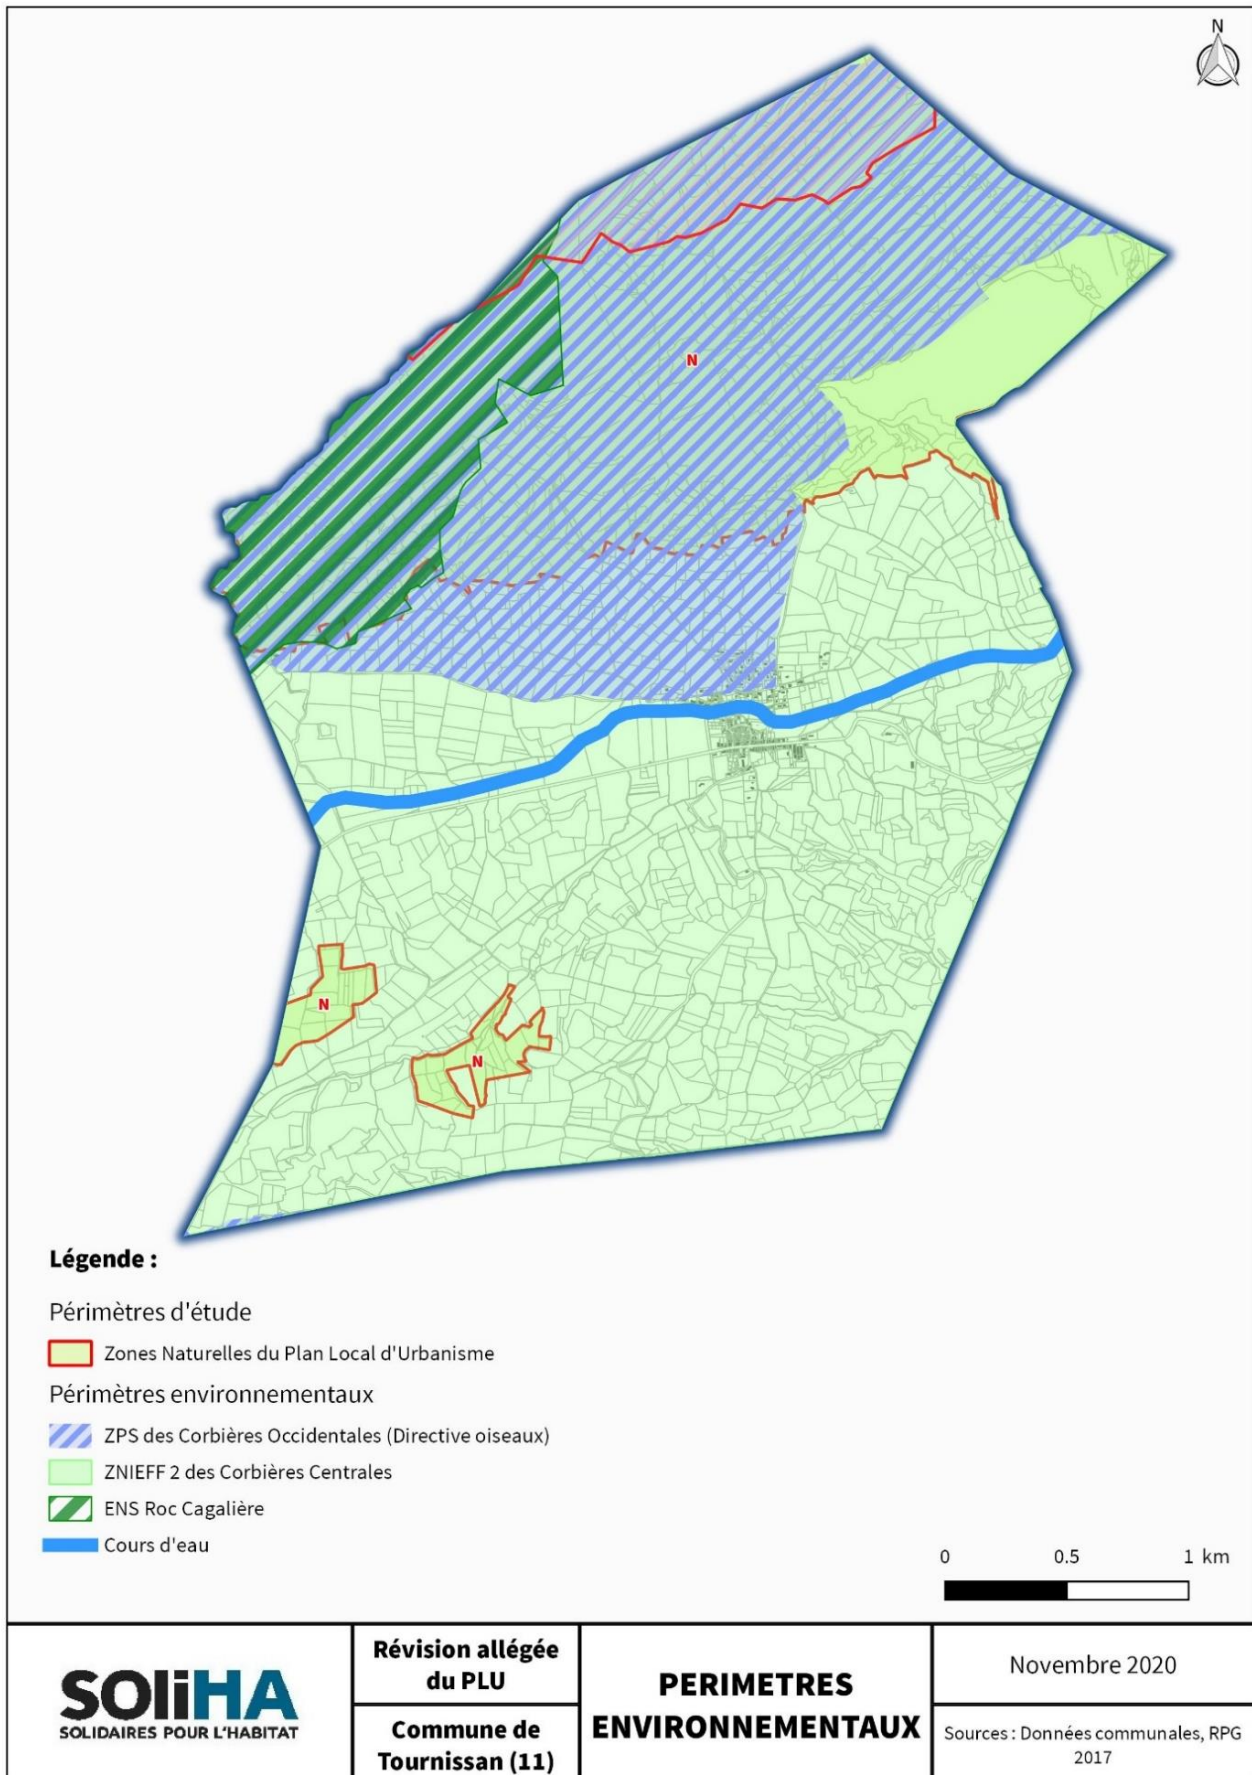 N
N
N
N
Légende :
Périmètres d'étude
Zones Naturelles du Plan Local d'Urbanisme
Périmètres environnementaux
ZPS des Corbières Occidentales (Directive oiseaux)
ZNIEFF 2 des Corbières Centrales
ENS Roc Cagalière
Cours d'eau
0 0.5 1 km
SOliHA
SOLIDAIRES POUR L'HABITAT
Révision allégée
du PLU
Commune de
Tournissan (11)
PERIMETRES
ENVIRONNEMENTAUX
Novembre 2020
Sources : Données communales, RPG
2017